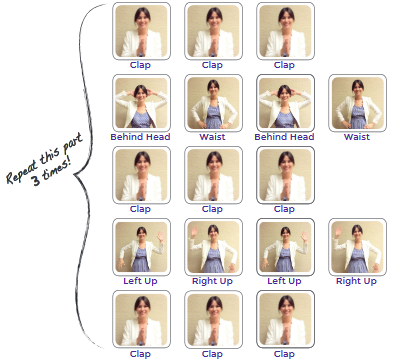 Clap Clap Clap
Behind Head Waist Behind Head Waist
Repeat this part
3 times!
Clap Clap Clap
Left Up Right Up Left Up Right Up
Clap Clap Clap